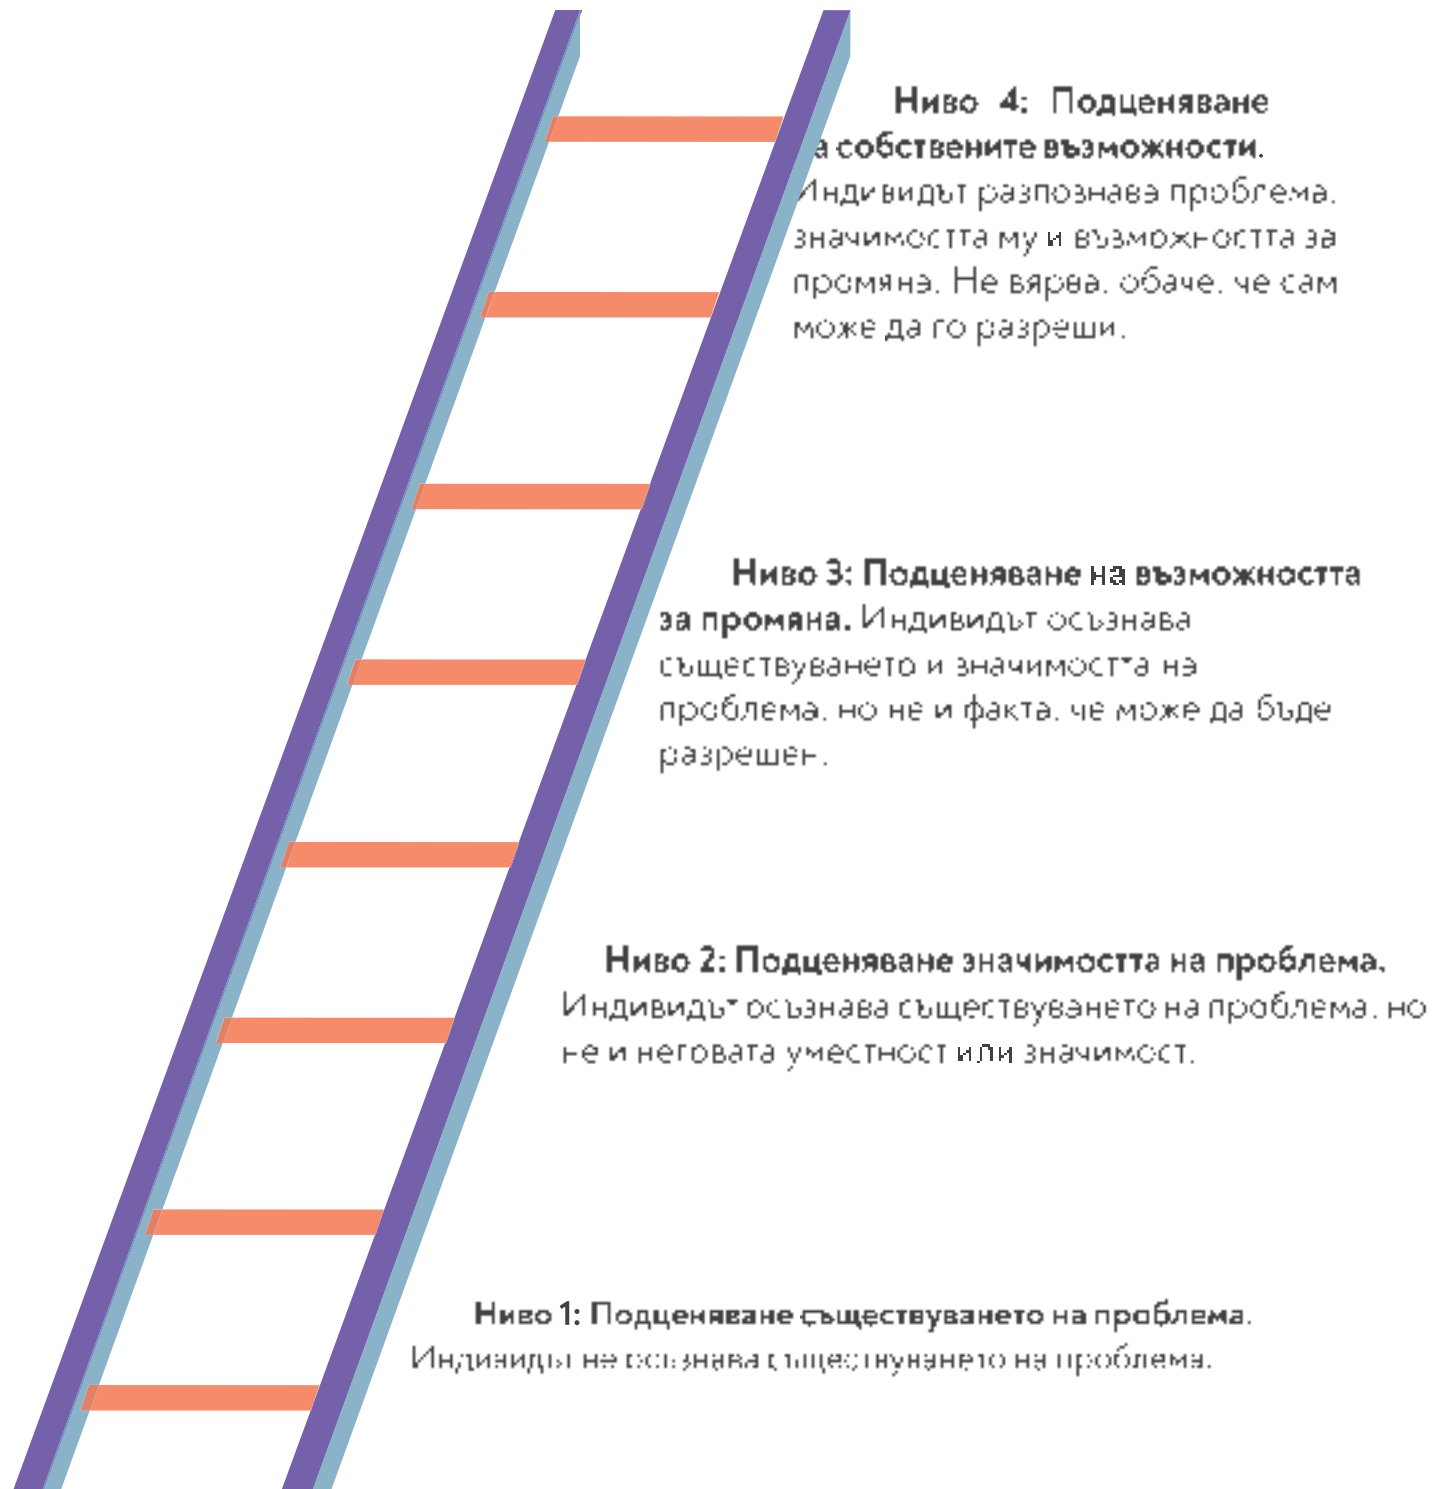 Ниво 4: Подценяване
а собствените възможности.
Индивидът разпознава проблема,
значимостта му и възможността за
промяна. Не вярва, обаче, че сам
може да го разреши.
Ниво 3: Подценяване на възможността
за промяна. Индивидът осъзнава
съществуването и значимостта на
проблема, но не и факта, че може да бъде
разрешен.
Ниво 2: Подценяване значимостта на проблема.
Индивидът осъзнава съществуването на проблема, но
не и неговата уместност или значимост.
Ниво 1: Подценяване съществуването на проблема.
Индивидът не осъзнава съществуването на проблема.